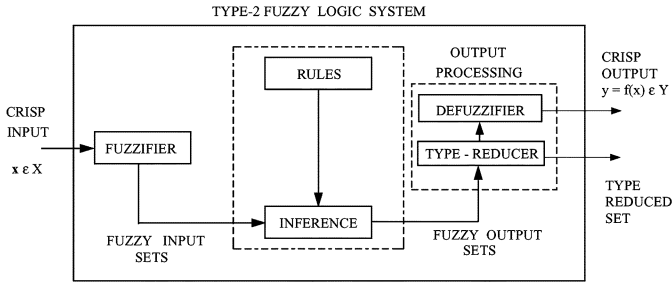 TYPE-2 FUZZY LOGIC SYSTEM
CRISP
INPUT
x ε X
FUZZIFIER
FUZZY INPUT
SETS
RULES
INFERENCE
OUTPUT
PROCESSING
DEFUZZIFIER
TYPE - REDUCER
FUZZY OUTPUT
SETS
CRISP
OUTPUT
y = f(x) ε Y
TYPE
REDUCED
SET